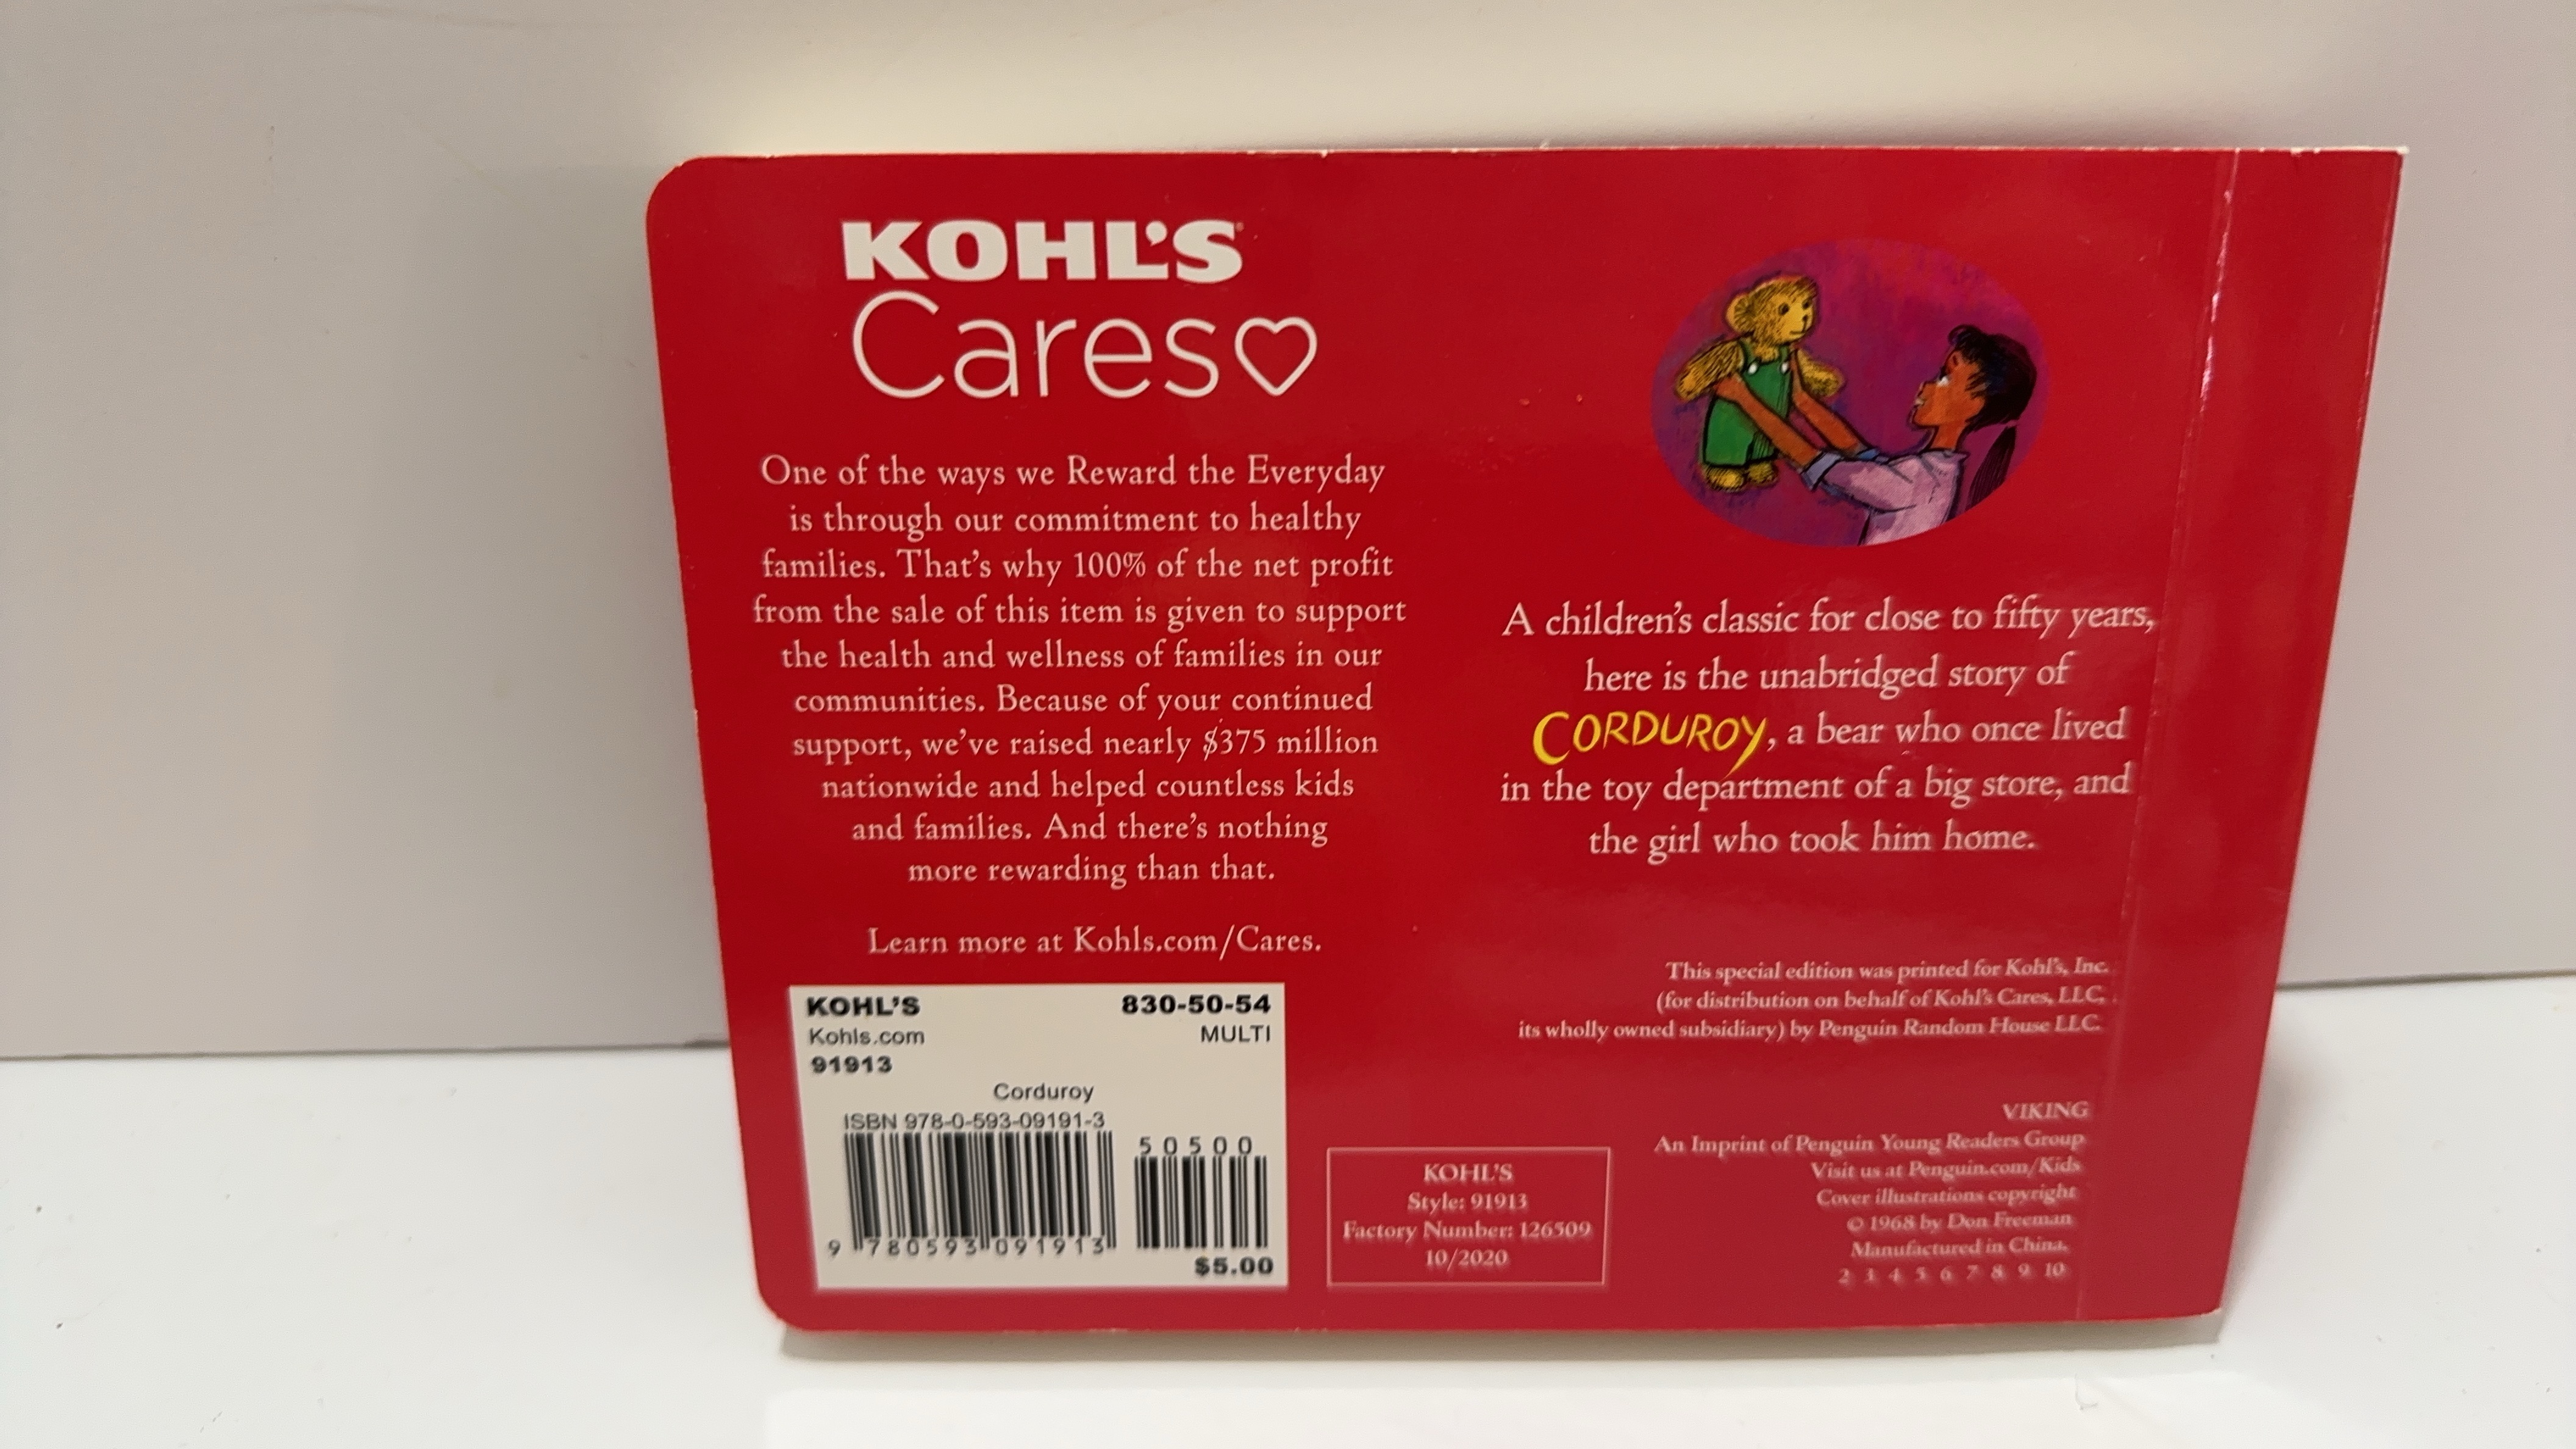 KOHL'S
Cares
One of the ways we Reward the Everyday
is through our commitment to healthy
families. That's why 100% of the net profit
from the sale of this item is given to support
the health and wellness of families in our
communities. Because of your continued
support, we've raised nearly $375 million
nationwide and helped countless kids
and families. And there's nothing
more rewarding than that.
Learn more at Kohls.com/Cares.
KOHL'S 830-50-54
Kohls.com MULTI
91913
Corduroy
ISBN 978-0-593-09191-3
50500
9 780593 091913
$5.00
KOHL'S
Style: 91913
Factory Number: 126509
10/2020
A children's classic for close to fifty years,
here is the unabridged story of
CORDUROY, a bear who once lived
in the toy department of a big store, and
the girl who took him home.
This special edition was printed for Kohl's, Inc.
(for distribution on behalf of Kohl's Cares, LLC,
its wholly owned subsidiary) by Penguin Random House LLC.
VIKING
An Imprint of Penguin Young Readers Group
Visit us at Penguin.com/Kids
Cover illustrations copyright
© 1968 by Don Freeman
Manufactured in China.
2 3 4 5 6 7 8 9 10